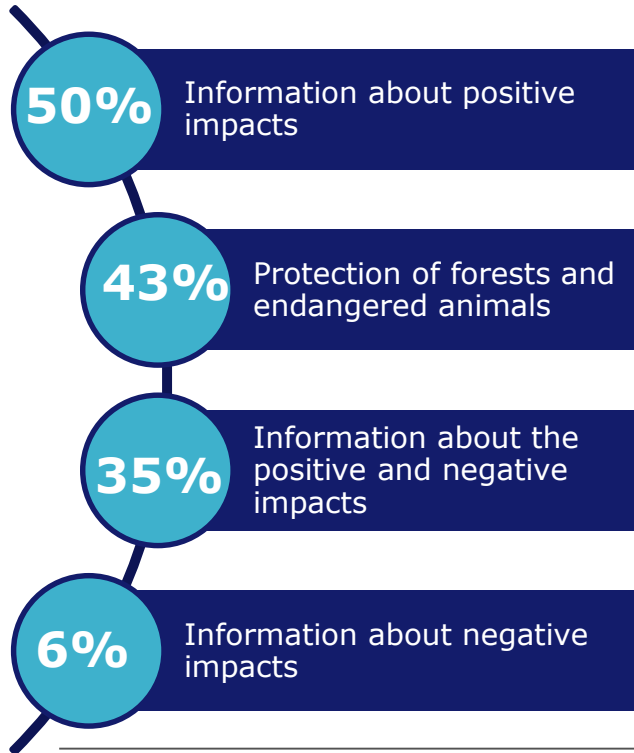 50%
Information about positive
impacts
43%
Protection of forests and
endangered animals
35%
Information about the
positive and negative
impacts
6%
Information about negative
impacts